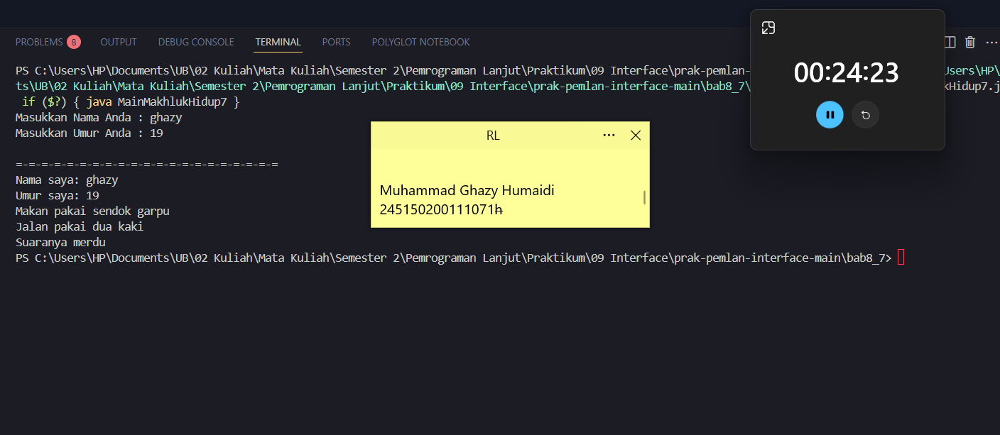 PROBLEMS 8 OUTPUT DEBUG CONSOLE TERMINAL PORTS POLYGLOT NOTEBOOK
00:24:23
PS C:\Users\HP\Documents\UB\02 Kuliah\Mata Kuliah\Semester 2\Pemrograman Lanjut\Praktikum\09 Interface\prak-pemlan- Users\HP\
ts\UB\02 Kuliah\Mata Kuliah\Semester 2\Pemrograman Lanjut\Praktikum\09 Interface\prak-pemlan-interface-main\bab8_7\ kHidup7.j
if ($?) { java MainMakhlukHidup7 }
Masukkan Nama Anda : ghazy
Masukkan Umur Anda : 19
=-=-=-=-=-=-=-=-=-=-=-=-=-=-=-=-=-=-=-=-=
Nama saya: ghazy
Umur saya: 19
Makan pakai sendok garpu
Jalan pakai dua kaki
Suaranya merdu
PS C:\Users\HP\Documents\UB\02 Kuliah\Mata Kuliah\Semester 2\Pemrograman Lanjut\Praktikum\09 Interface\prak-pemlan-interface-main\bab8_7>
RL
Muhammad Ghazy Humaidi
245150200111071h